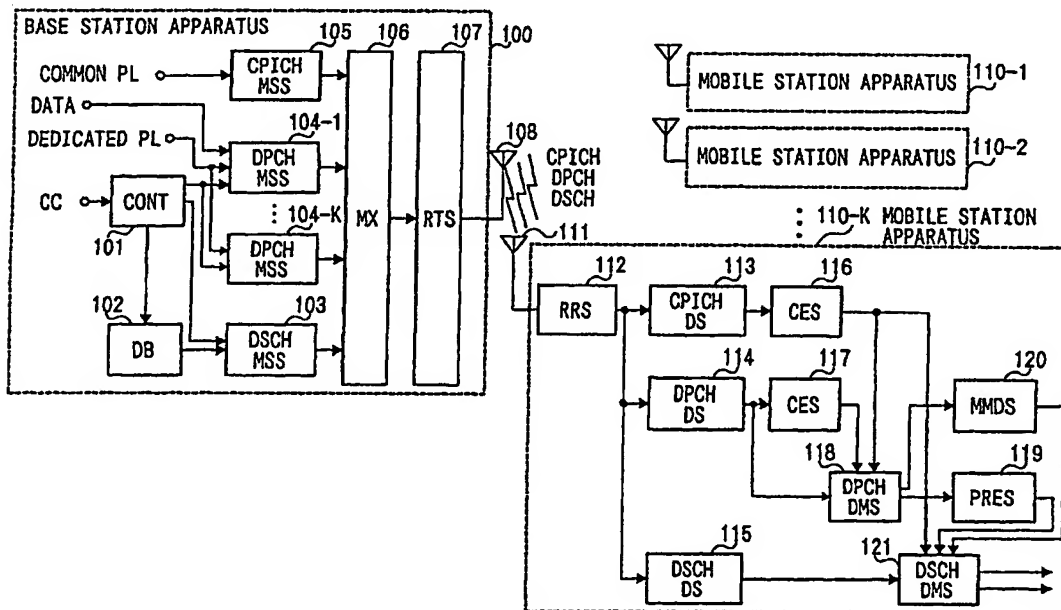 BASE STATION APPARATUS
105
106
107
100
COMMON PL
CPICH
MSS
DATA
DEDICATED PL
104-1
DPCH
MSS
CC
CONT
101
104-K
DPCH
MSS
MX
RTS
102
DB
103
DSCH
MSS
108
CPICH
DPCH
DSCH
111
MOBILE STATION APPARATUS
110-1
MOBILE STATION APPARATUS
110-2
110-K MOBILE STATION
APPARATUS
112
RRS
113
CPICH
DS
116
CES
114
DPCH
DS
117
CES
120
MMDS
118
DPCH
DMS
119
PRES
115
DSCH
DS
121
DSCH
DMS